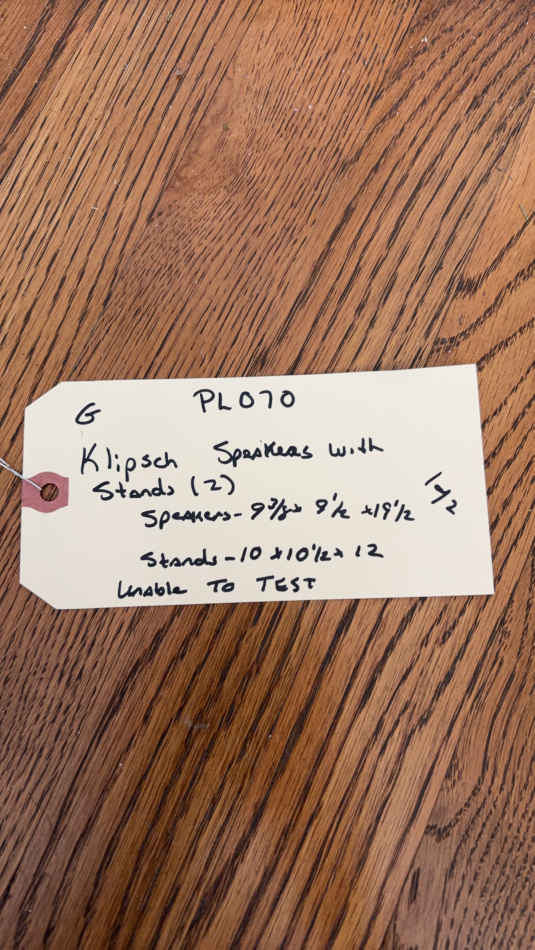 G PL070
Klipsch Speakers with
Stands (2)
Speakers - 9 3/8 x 9 1/2 x 19 1/2
Stands - 10 x 10 1/2 x 12
Unable To TEST